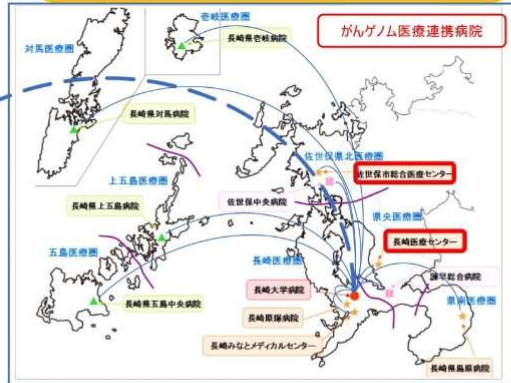 がんゲノム医療連携病院
壱岐医療圏
長崎県壱岐病院
対馬医療圏
長崎県対馬病院
上五島医療圏
佐世保県北医療圏
佐世保市総合医療センター
長崎県上五島病院
佐世保中央病院
県央医療圏
長崎医療センター
五島医療圏
長崎医療圏
諫早総合病院
長崎大学病院
県南医療圏
長崎県五島中央病院
長崎原爆病院
長崎みなとメディカルセンター
長崎県島原病院